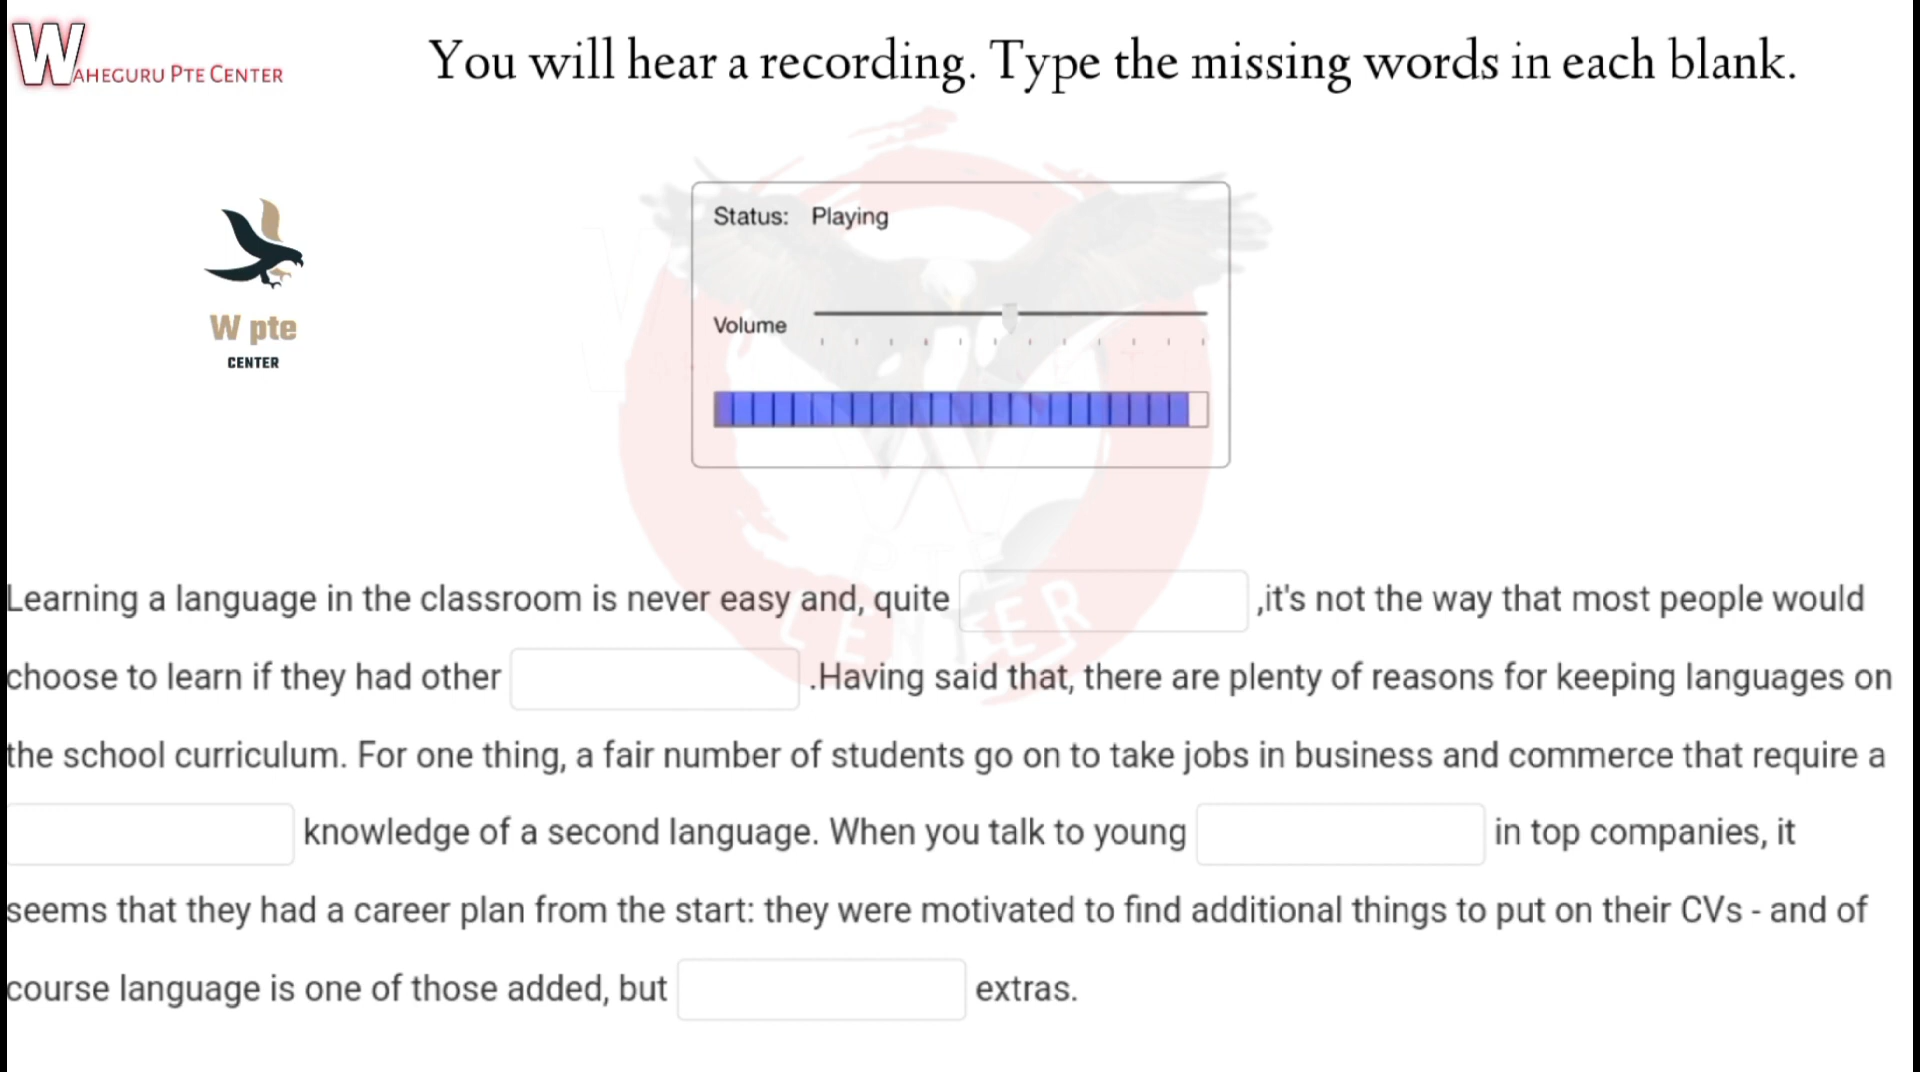 WAHEGURU PTE CENTER
You will hear a recording. Type the missing words in each blank.
Status: Playing
W pte
Volume
CENTER
Learning a language in the classroom is never easy and, quite ,it's not the way that most people would
choose to learn if they had other .Having said that, there are plenty of reasons for keeping languages on
the school curriculum. For one thing, a fair number of students go on to take jobs in business and commerce that require a
knowledge of a second language. When you talk to young in top companies, it
seems that they had a career plan from the start: they were motivated to find additional things to put on their CVs - and of
course language is one of those added, but extras.
W
PTE
CENTER